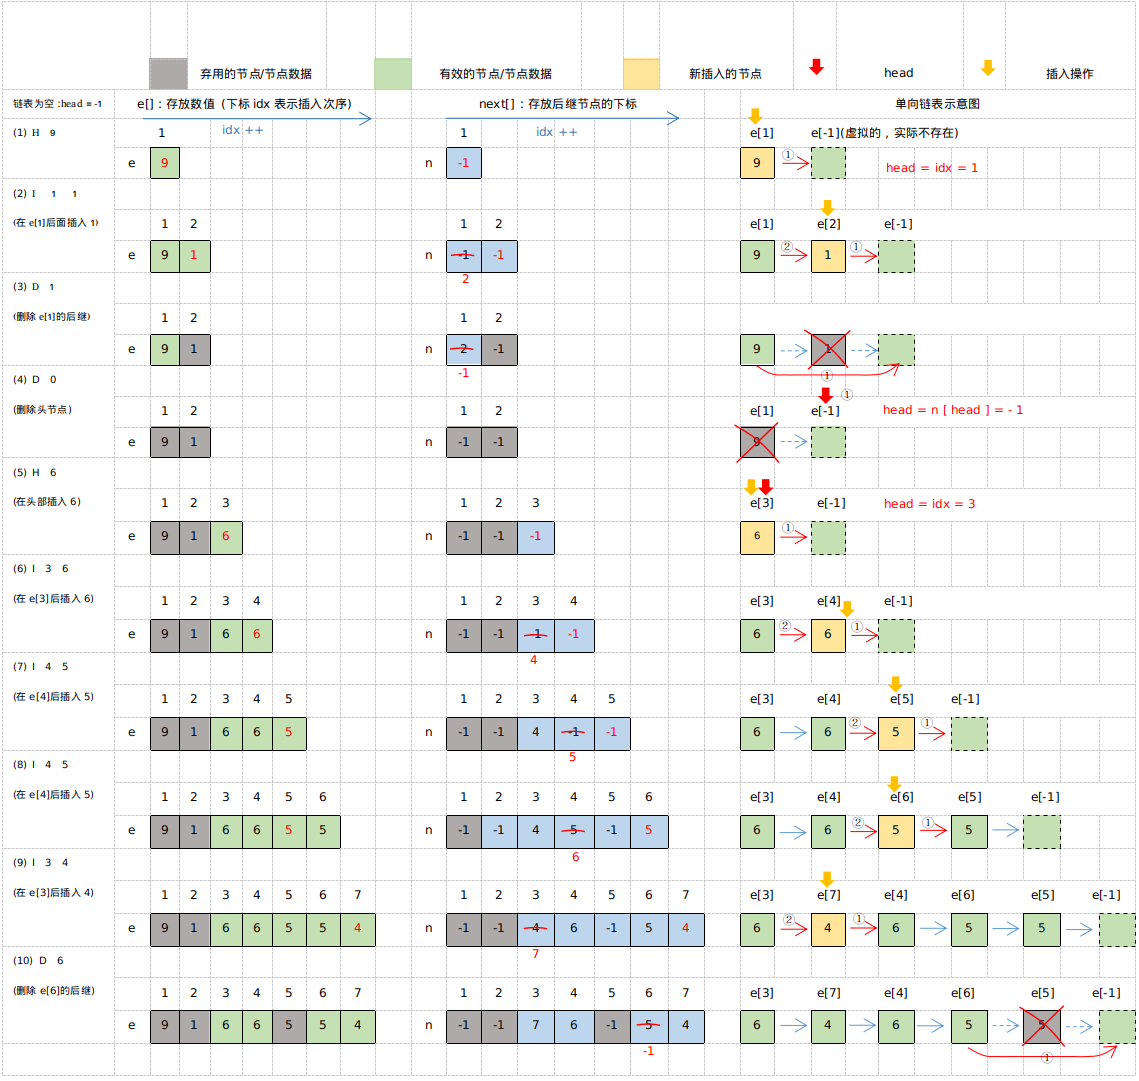 弃用的节点/节点数据 有效的节点/节点数据 新插入的节点 head 插入操作
链表为空 :head = -1 e[] : 存放数值 (下标 idx 表示插入次序) next[] : 存放后继节点的下标 单向链表示意图
idx ++ idx ++
(1) H 9 1 1 e[1] e[-1](虚拟的 , 实际不存在)
e 9 n -1 9 ① head = idx = 1
(2) I 1 1
(在 e[1]后面插入 1) 1 2 1 2 e[1] e[2] e[-1]
e 9 1 n -1 -1 9 ② 1 ①
2
(3) D 1
(删除 e[1]的后继) 1 2 1 2
e 9 1 n 2 -1 9 1
-1 ①
(4) D 0
①
(删除头节点) 1 2 1 2 e[1] e[-1] head = n [ head ] = - 1
e 9 1 n -1 -1 9
(5) H 6
(在头部插入 6) 1 2 3 1 2 3 e[3] e[-1] head = idx = 3
e 9 1 6 n -1 -1 -1 6 ①
(6) I 3 6
(在 e[3]后插入 6) 1 2 3 4 1 2 3 4 e[3] e[4] e[-1]
e 9 1 6 6 n -1 -1 -1 -1 6 ② 6 ①
4
(7) I 4 5
(在 e[4]后插入 5) 1 2 3 4 5 1 2 3 4 5 e[3] e[4] e[5] e[-1]
e 9 1 6 6 5 n -1 -1 4 -1 -1 6 6 ② 5 ①
5
(8) I 4 5
(在 e[4]后插入 5) 1 2 3 4 5 6 1 2 3 4 5 6 e[3] e[4] e[6] e[5] e[-1]
e 9 1 6 6 5 5 n -1 -1 4 5 -1 5 6 6 ② 5 ① 5
6
(9) I 3 4
(在 e[3]后插入 4) 1 2 3 4 5 6 7 1 2 3 4 5 6 7 e[3] e[7] e[4] e[6] e[5] e[-1]
e 9 1 6 6 5 5 4 n -1 -1 4 6 -1 5 4 6 ② 4 ① 6 5 5
7
(10) D 6
(删除 e[6]的后继) 1 2 3 4 5 6 7 1 2 3 4 5 6 7 e[3] e[7] e[4] e[6] e[5] e[-1]
e 9 1 6 6 5 5 4 n -1 -1 7 6 -1 5 4 6 4 6 5 5
-1 ①